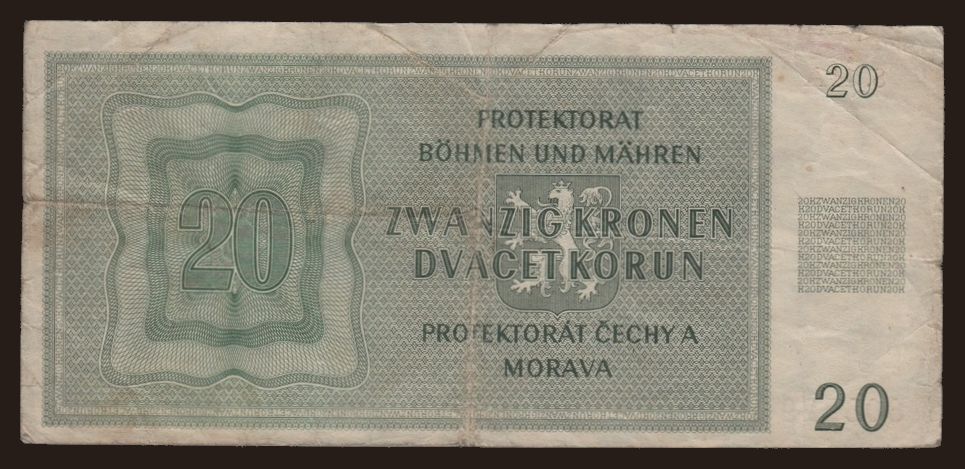 20
PROTEKTORAT
BÖHMEN UND MÄHREN
20
ZWANZIG KRONEN
DVACET KORUN
PROTEKTORÁT ČECHY A
MORAVA
20